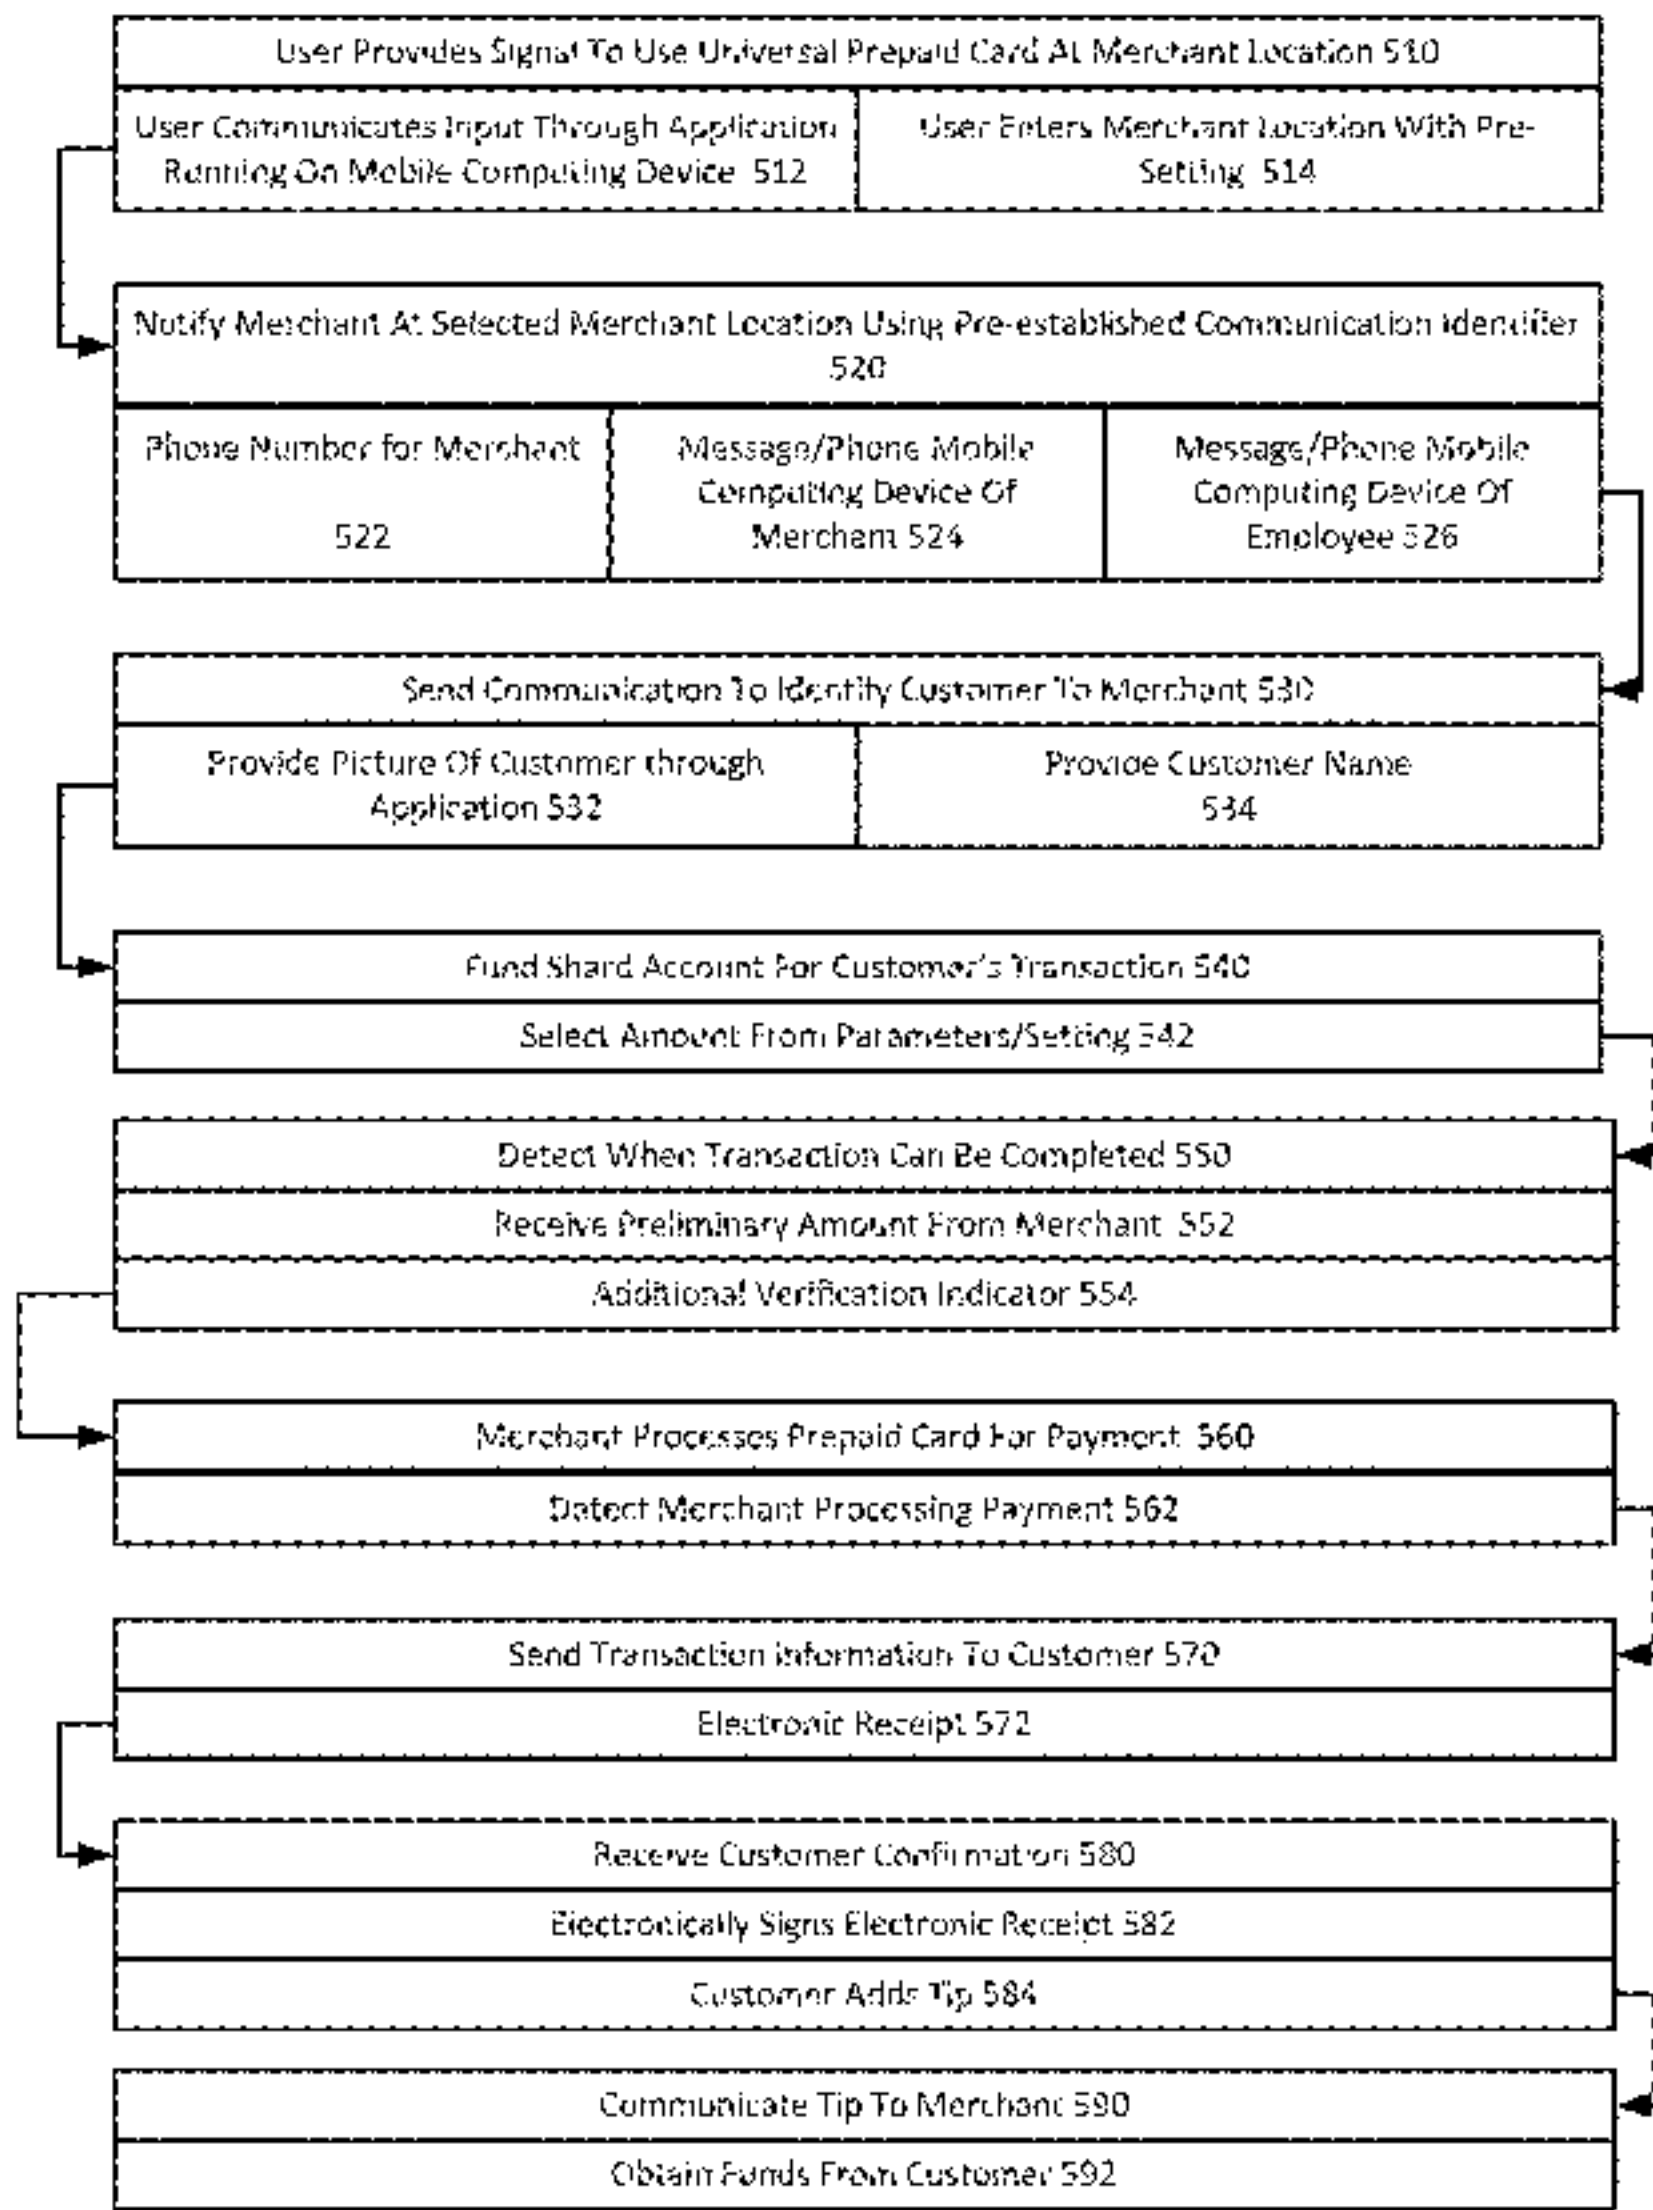 User Provides Signal To Use Universal Prepaid Card At Merchant Location 510
User Communicates Input Through Application
Running On Mobile Computing Device 512
User Enters Merchant Location With Pre-
Setting 514
Notify Merchant At Selected Merchant Location Using Pre-established Communication Identifier
520
Phone Number for Merchant
522
Message/Phone Mobile
Computing Device Of
Merchant 524
Message/Phone Mobile
Computing Device Of
Employee 526
Send Communication To Identify Customer To Merchant 530
Provide Picture Of Customer through
Application 532
Provide Customer Name
534
Fund Shard Account For Customer's Transaction 540
Select Amount From Parameters/Setting 542
Detect When Transaction Can Be Completed 550
Receive Preliminary Amount From Merchant 552
Additional Verification Indicator 554
Merchant Processes Prepaid Card For Payment 560
Detect Merchant Processing Payment 562
Send Transaction Information To Customer 570
Electronic Receipt 572
Receive Customer Confirmation 580
Electronically Signs Electronic Receipt 582
Customer Adds Tip 584
Communicate Tip To Merchant 590
Obtain Funds From Customer 592